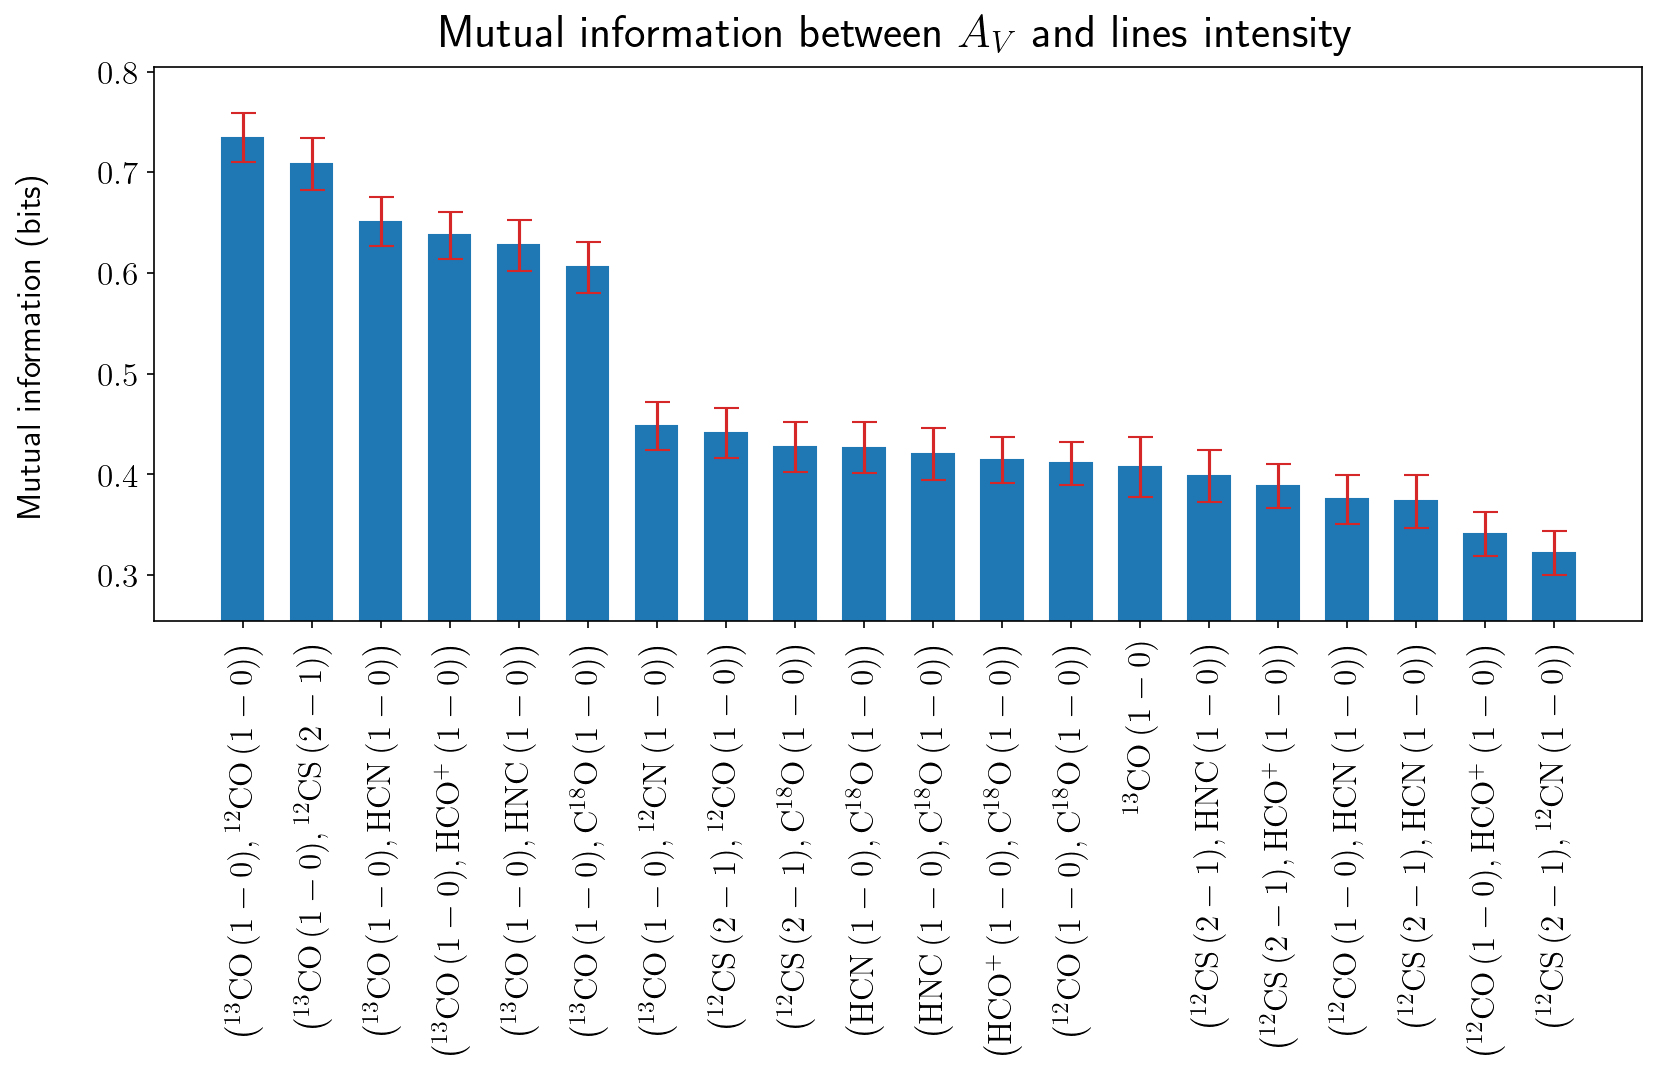 Mutual information between A_V and lines intensity
Mutual information (bits)
0.8
0.7
0.6
0.5
0.4
0.3
(¹³CO (1 − 0), ¹²CO (1 − 0))
(¹³CO (1 − 0), ¹²CS (2 − 1))
(¹³CO (1 − 0), HCN (1 − 0))
(¹³CO (1 − 0), HCO⁺ (1 − 0))
(¹³CO (1 − 0), HNC (1 − 0))
(¹³CO (1 − 0), C¹⁸O (1 − 0))
(¹³CO (1 − 0), ¹²CN (1 − 0))
(¹²CS (2 − 1), ¹²CO (1 − 0))
(¹²CS (2 − 1), C¹⁸O (1 − 0))
(HCN (1 − 0), C¹⁸O (1 − 0))
(HNC (1 − 0), C¹⁸O (1 − 0))
(HCO⁺ (1 − 0), C¹⁸O (1 − 0))
(¹²CO (1 − 0), C¹⁸O (1 − 0))
¹³CO (1 − 0)
(¹²CS (2 − 1), HNC (1 − 0))
(¹²CS (2 − 1), HCO⁺ (1 − 0))
(¹²CO (1 − 0), HCN (1 − 0))
(¹²CS (2 − 1), HCN (1 − 0))
(¹²CO (1 − 0), HCO⁺ (1 − 0))
(¹²CS (2 − 1), ¹²CN (1 − 0))